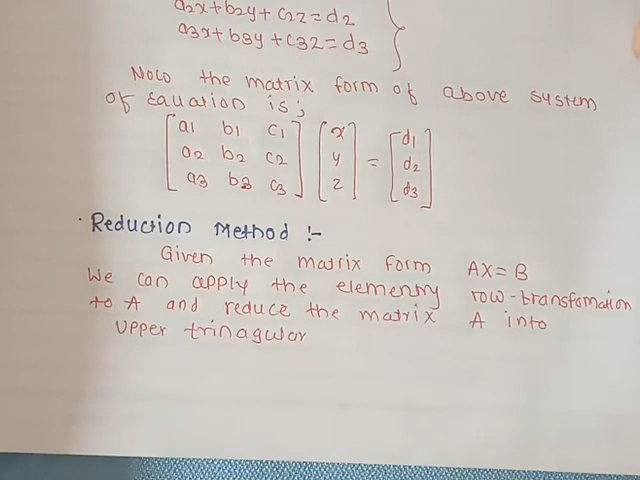 a2x+b2y+c2z=d2
a3x+b3y+c3z=d3
Now the matrix form of above system
of Eauation is;
[a1 b1 c1] [x] = [d1]
[a2 b2 c2] [y] = [d2]
[a3 b3 c3] [z] = [d3]
· Reduction Method :-
Given the matrix form AX=B
We can apply the elemenry row-transfomation
to A and reduce the matrix A into
Upper trinagular